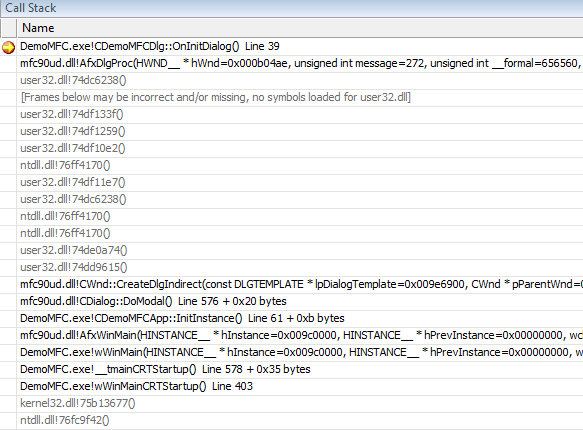 Call Stack
Name
DemoMFC.exe!CDemoMFCDlg::OnInitDialog() Line 39
mfc90ud.dll!AfxDlgProc(HWND__ * hWnd=0x000b04ae, unsigned int message=272, unsigned int __formal=656560,
user32.dll!74dc6238()
[Frames below may be incorrect and/or missing, no symbols loaded for user32.dll]
user32.dll!74df133f()
user32.dll!74df1259()
user32.dll!74df10e2()
ntdll.dll!76ff4170()
user32.dll!74df11e7()
user32.dll!74dc6238()
ntdll.dll!76ff4170()
ntdll.dll!76ff4170()
user32.dll!74de0a74()
user32.dll!74dd9615()
mfc90ud.dll!CWnd::CreateDlgIndirect(const DLGTEMPLATE * lpDialogTemplate=0x009e6900, CWnd * pParentWnd=0
mfc90ud.dll!CDialog::DoModal() Line 576 + 0x20 bytes
DemoMFC.exe!CDemoMFCApp::InitInstance() Line 61 + 0xb bytes
mfc90ud.dll!AfxWinMain(HINSTANCE__ * hInstance=0x009c0000, HINSTANCE__ * hPrevInstance=0x00000000, wc
DemoMFC.exe!wWinMain(HINSTANCE__ * hInstance=0x009c0000, HINSTANCE__ * hPrevInstance=0x00000000, w
DemoMFC.exe!__tmainCRTStartup() Line 578 + 0x35 bytes
DemoMFC.exe!wWinMainCRTStartup() Line 403
kernel32.dll!75b13677()
ntdll.dll!76fc9f42()